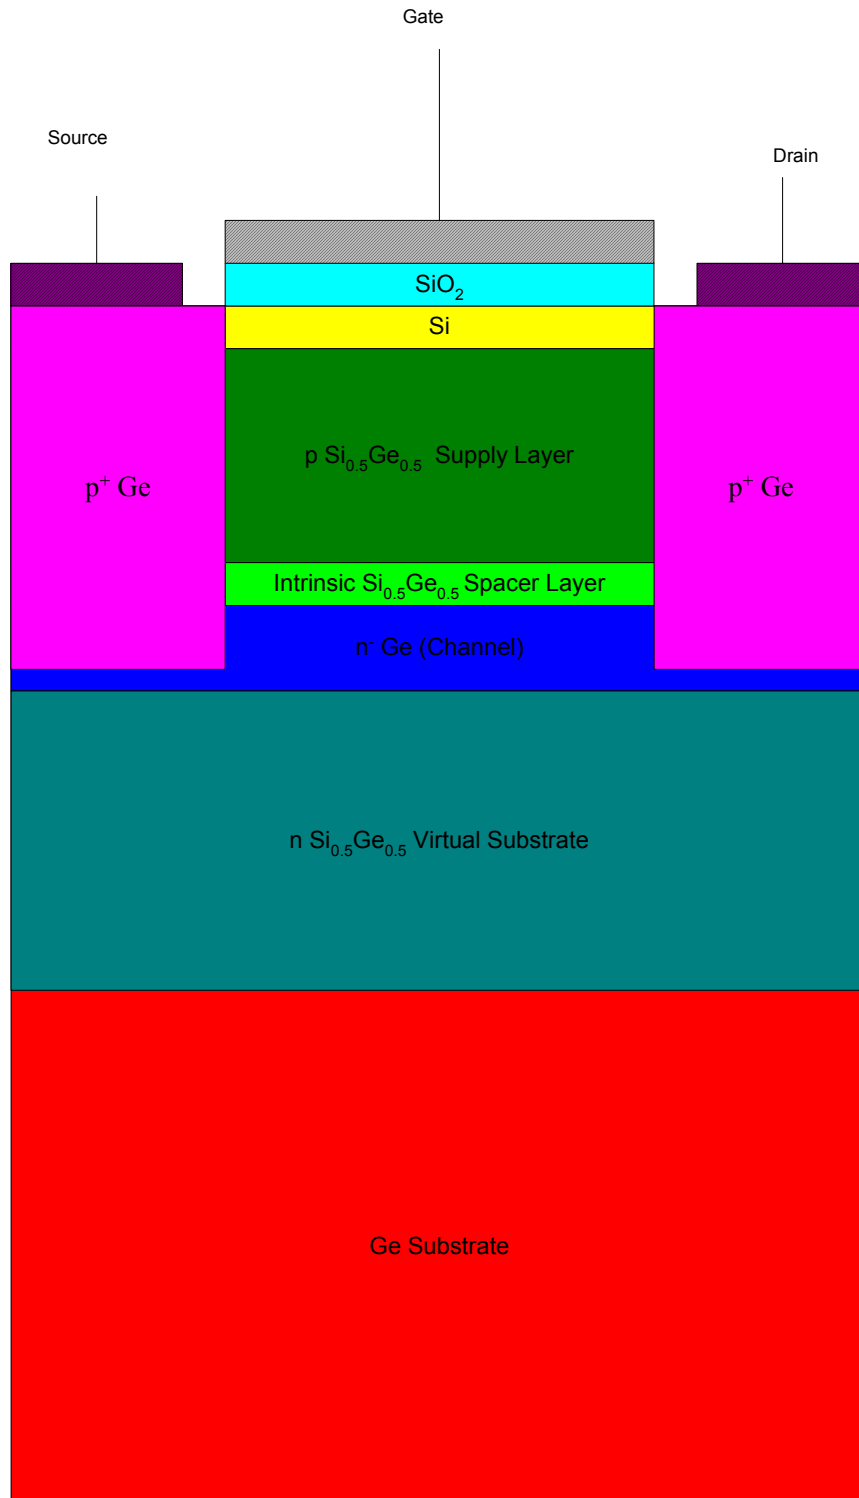 Gate
Source
Drain
SiO₂
Si
p Si₀.₅Ge₀.₅ Supply Layer
p⁺ Ge
p⁺ Ge
Intrinsic Si₀.₅Ge₀.₅ Spacer Layer
n⁻ Ge (Channel)
n Si₀.₅Ge₀.₅ Virtual Substrate
Ge Substrate